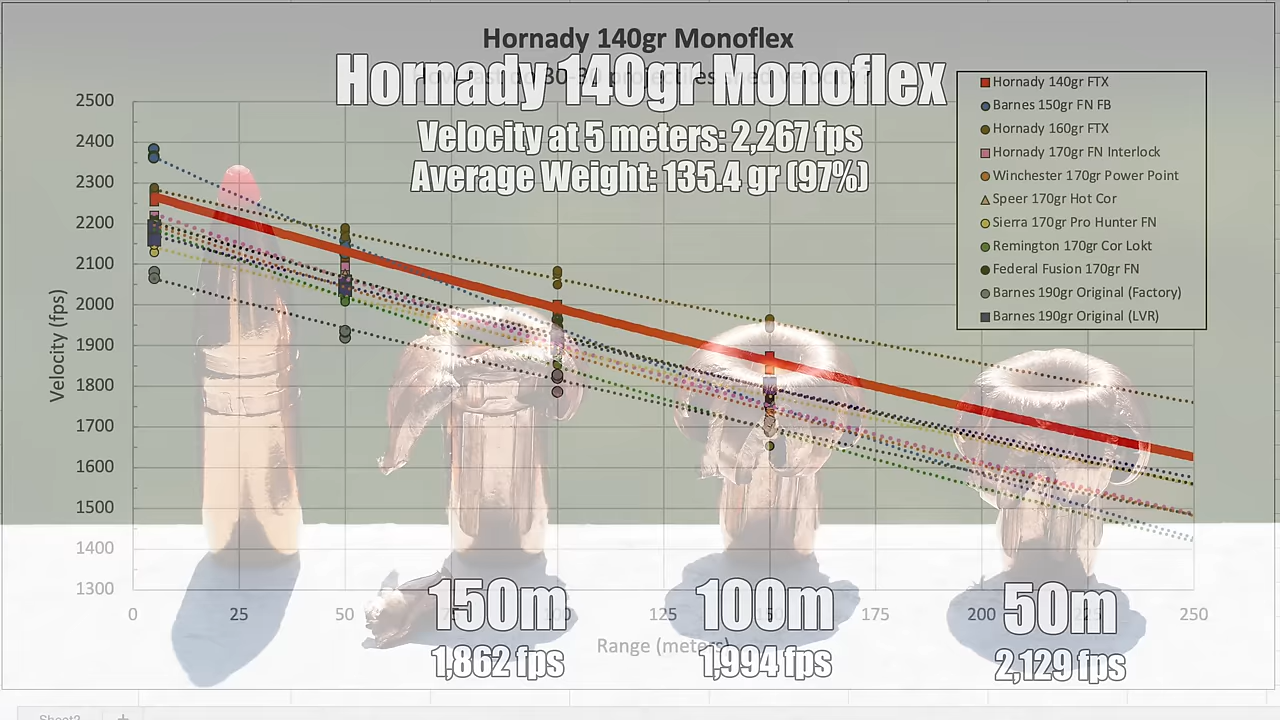 Hornady 140gr Monoflex
Hornady 140gr Monoflex
Velocity at 5 meters: 2,267 fps
Average Weight: 135.4 gr (97%)
Hornady 140gr FTX
Barnes 150gr FN FB
Hornady 160gr FTX
Hornady 170gr FN Interlock
Winchester 170gr Power Point
Speer 170gr Hot Cor
Sierra 170gr Pro Hunter FN
Remington 170gr Cor Lokt
Federal Fusion 170gr FN
Barnes 190gr Original (Factory)
Barnes 190gr Original (LVR)
Velocity (fps)
2500
2400
2300
2200
2100
2000
1900
1800
1700
1600
1500
1400
1300
0 25 50 100 125 150 175 200 225 250
Range (meters)
150m
1,862 fps
100m
1,994 fps
50m
2,129 fps
Sheet2 +